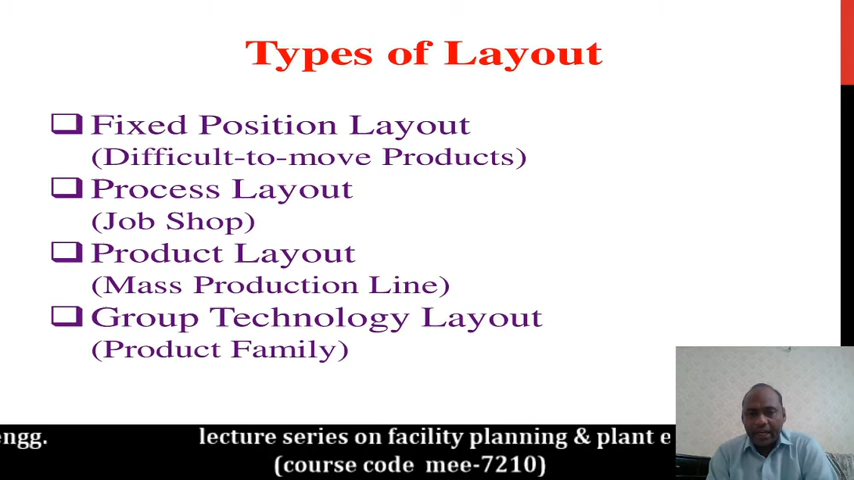 Types of Layout
Fixed Position Layout
(Difficult-to-move Products)
Process Layout
(Job Shop)
Product Layout
(Mass Production Line)
Group Technology Layout
(Product Family)
engg. lecture series on facility planning & plant e
(course code mee-7210)